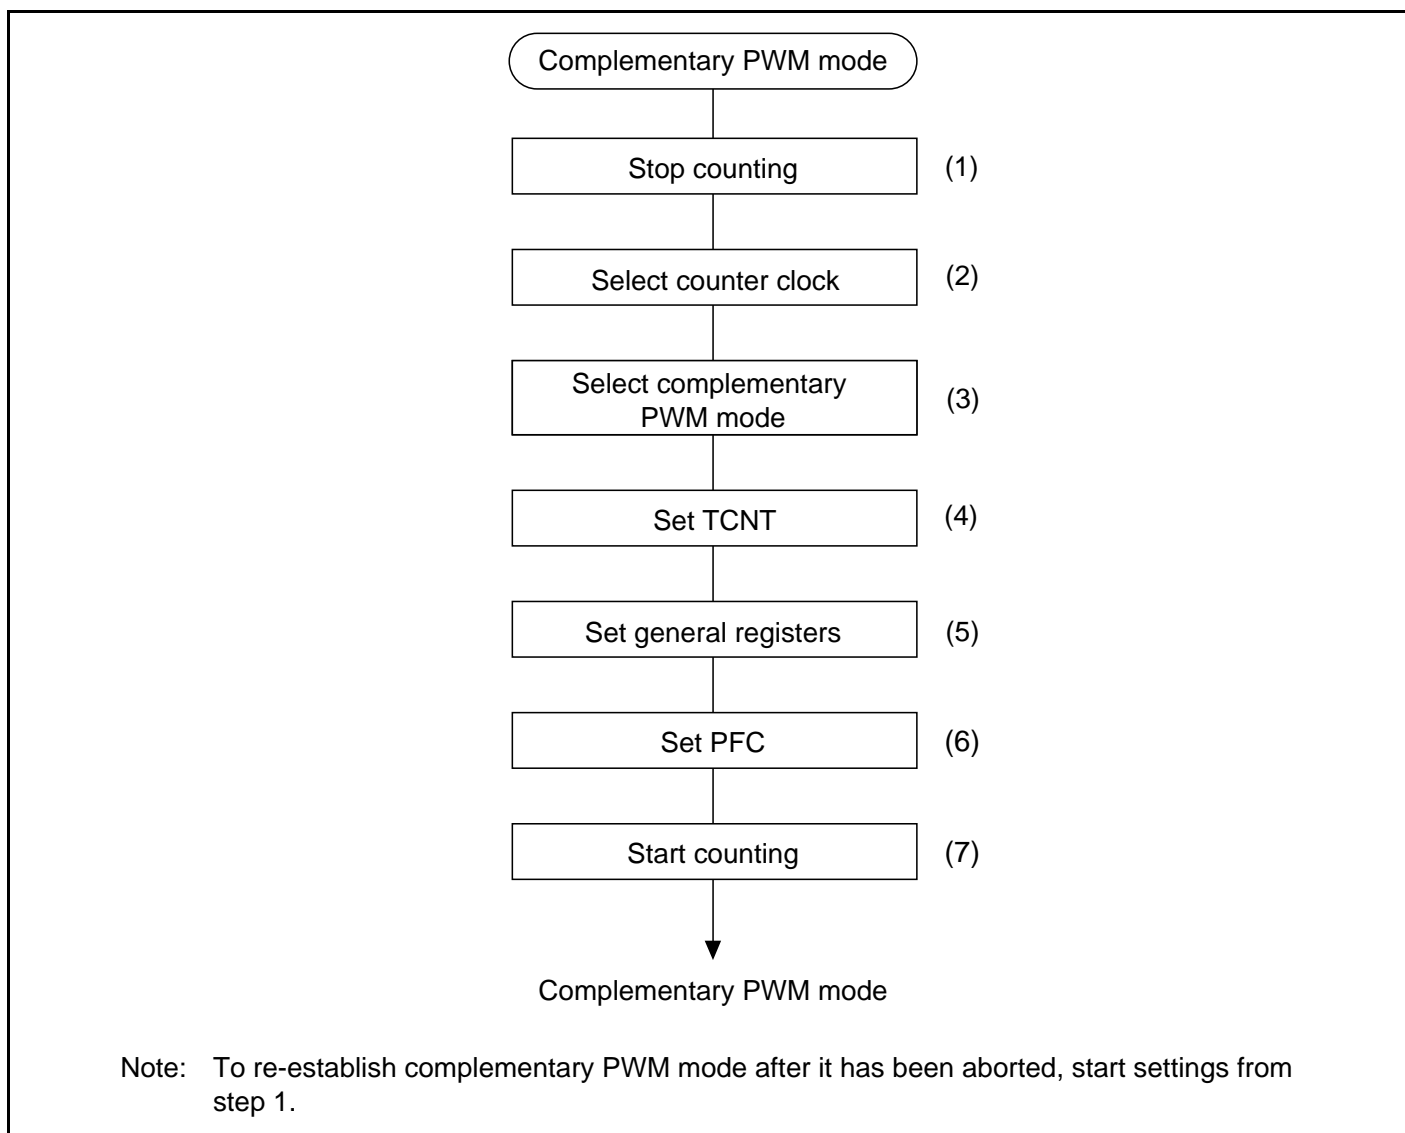 Complementary PWM mode
Stop counting (1)
Select counter clock (2)
Select complementary
PWM mode (3)
Set TCNT (4)
Set general registers (5)
Set PFC (6)
Start counting (7)
Complementary PWM mode
Note: To re-establish complementary PWM mode after it has been aborted, start settings from
step 1.